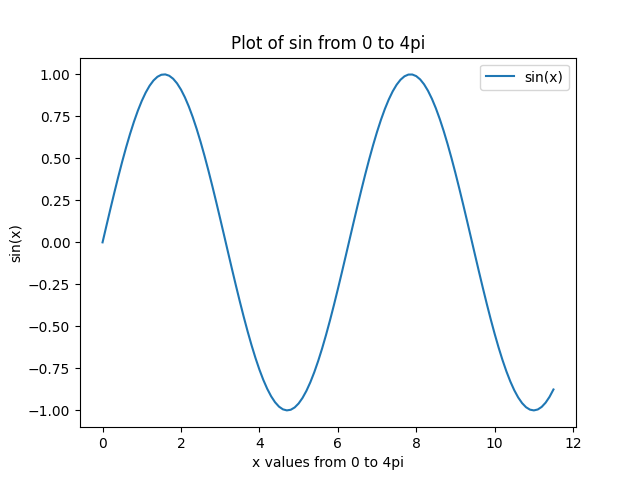 Plot of sin from 0 to 4pi
sin(x)
1.00
0.75
0.50
0.25
0.00
−0.25
−0.50
−0.75
−1.00
sin(x)
0 2 4 6 8 10 12
x values from 0 to 4pi